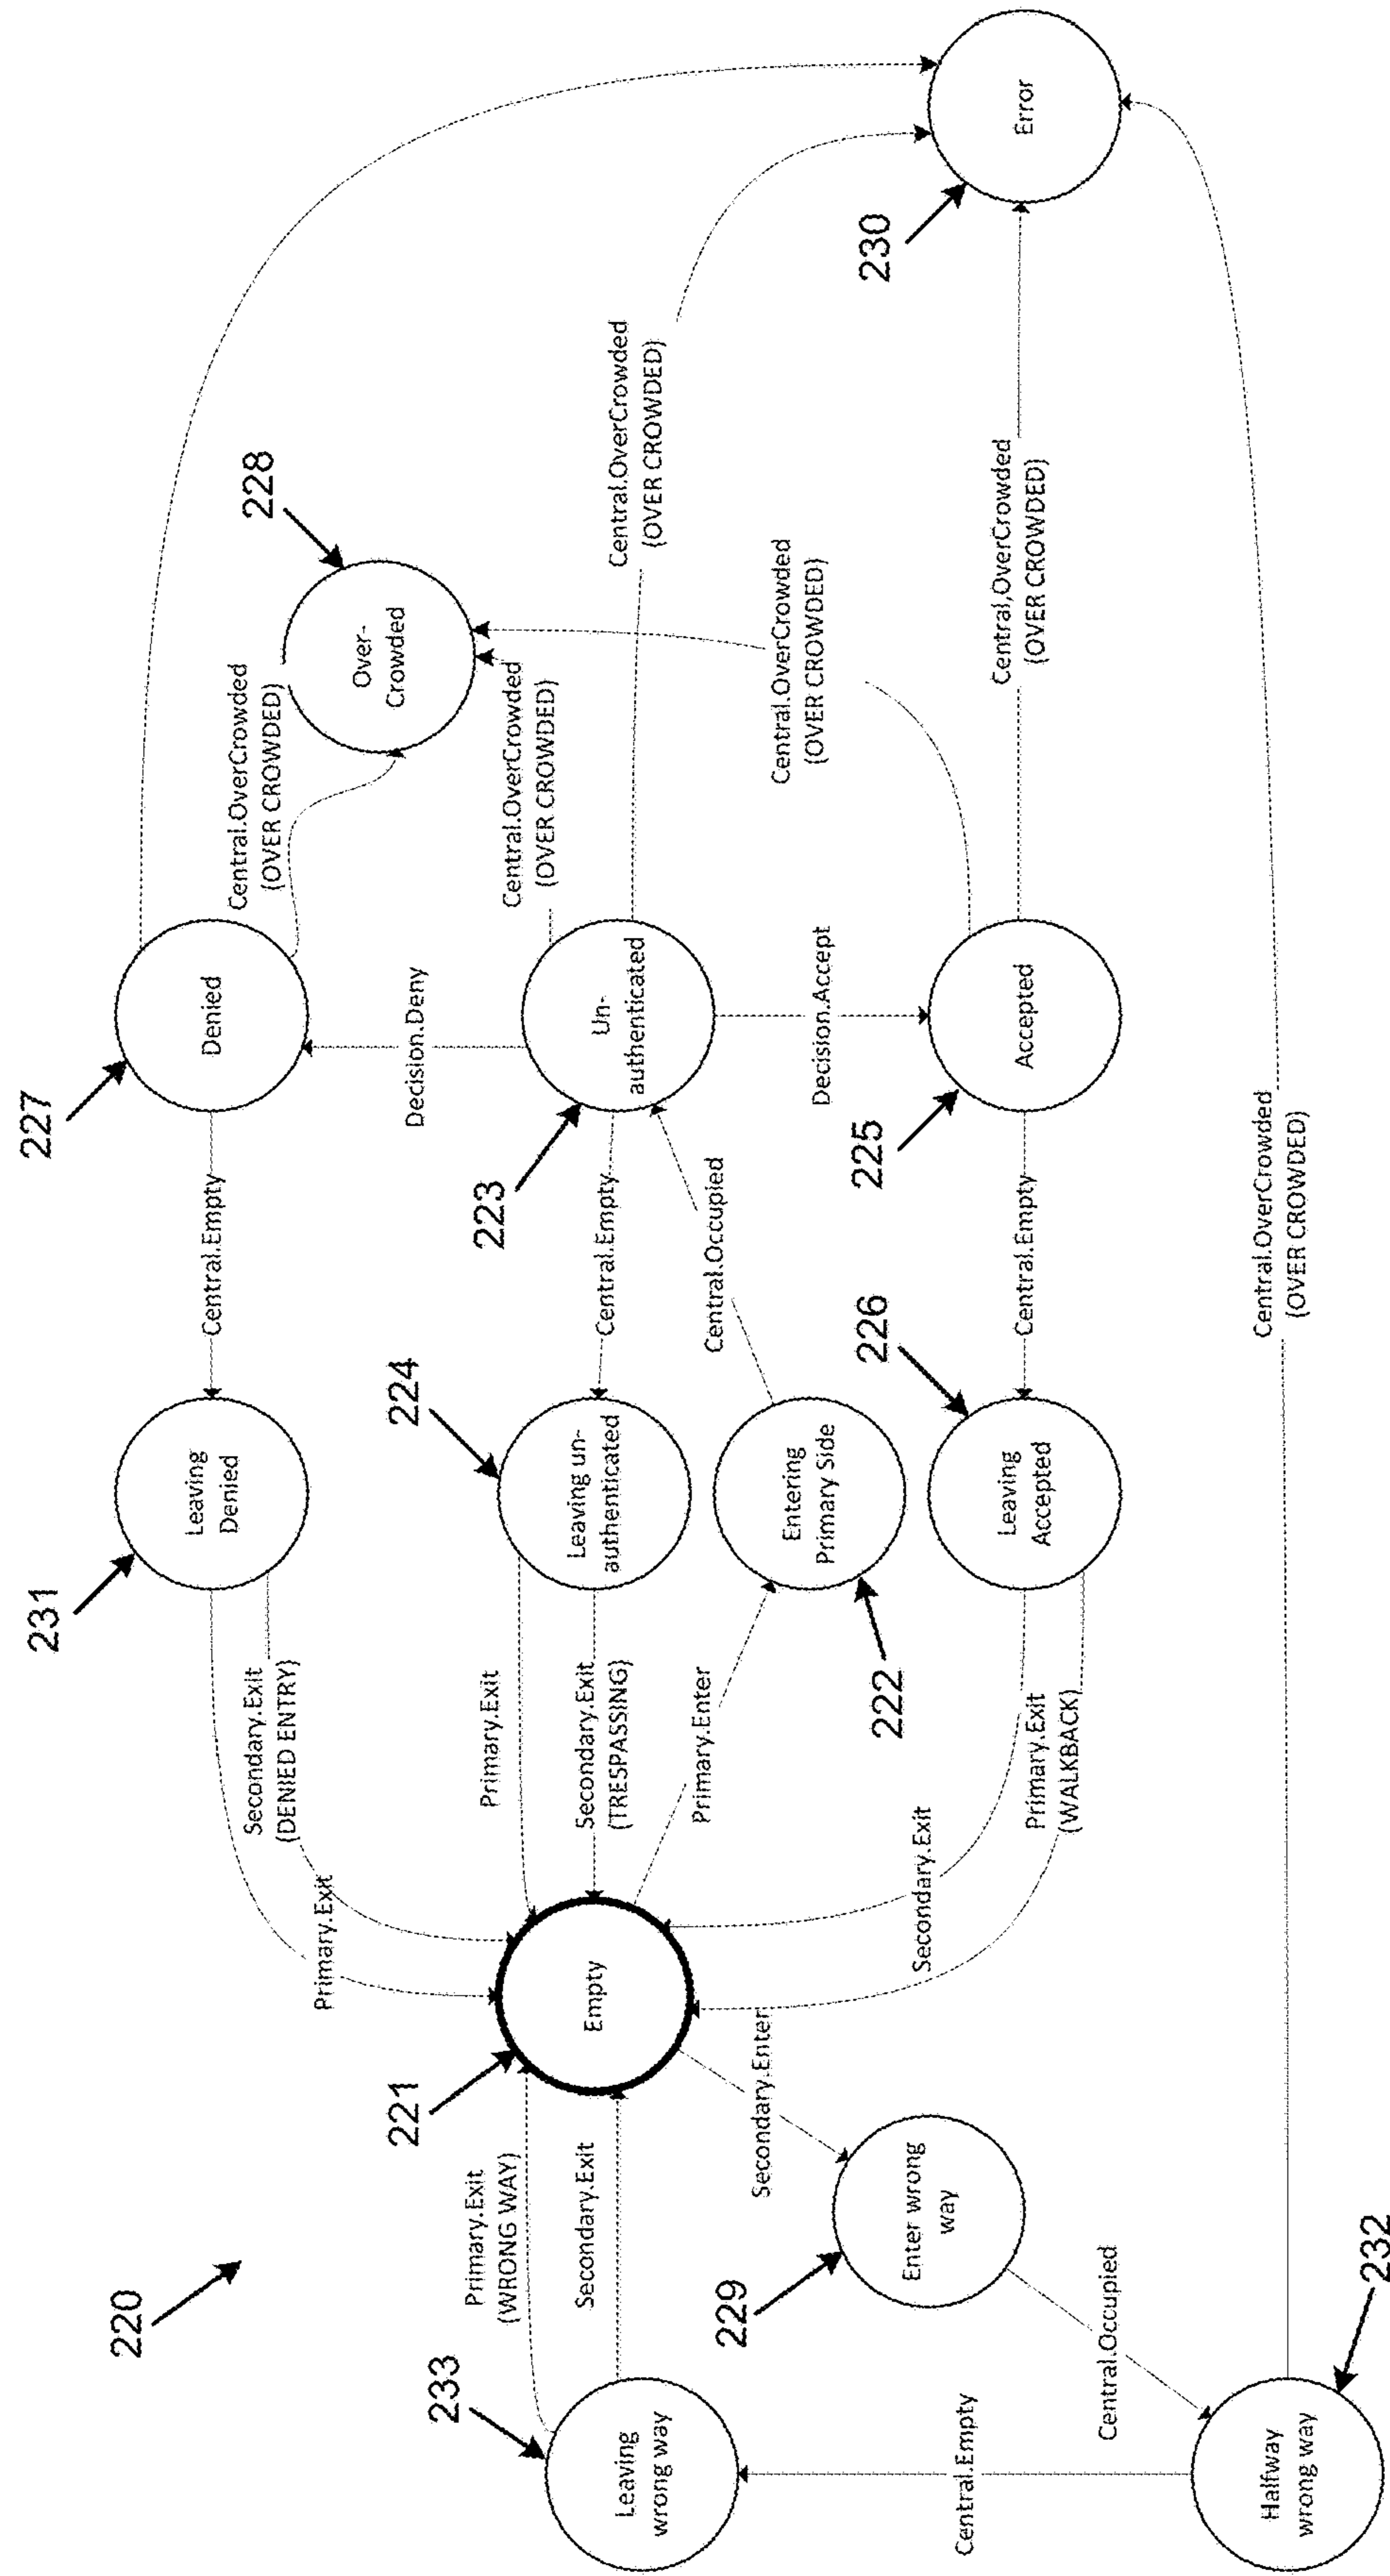 220
233
Leaving
wrong way
Primary.Exit
(WRONG WAY)
Secondary.Exit
Central.Empty
Halfway
wrong way
232
Central.Occupied
229
Enter wrong
way
Secondary.Enter
221
Empty
Primary.Exit
Secondary.Exit
(DENIED ENTRY)
231
Leaving
Denied
Primary.Exit
Secondary.Exit
(TRESPASSING)
224
Leaving un-
authenticated
Primary.Enter
222
Entering
Primary Side
Secondary.Exit
Primary.Exit
(WALKBACK)
226
Leaving
Accepted
Central.Empty
Central.Empty
Central.Occupied
Central.Empty
227
Denied
Decision.Deny
223
Un-
authenticated
Decision.Accept
225
Accepted
Central.OverCrowded
(OVER CROWDED)
228
Over-
Crowded
Central.OverCrowded
(OVER CROWDED)
Central.OverCrowded
(OVER CROWDED)
Central.OverCrowded
(OVER CROWDED)
Central,OverCrowded
(OVER CROWDED)
Central.OverCrowded
(OVER CROWDED)
230
Error